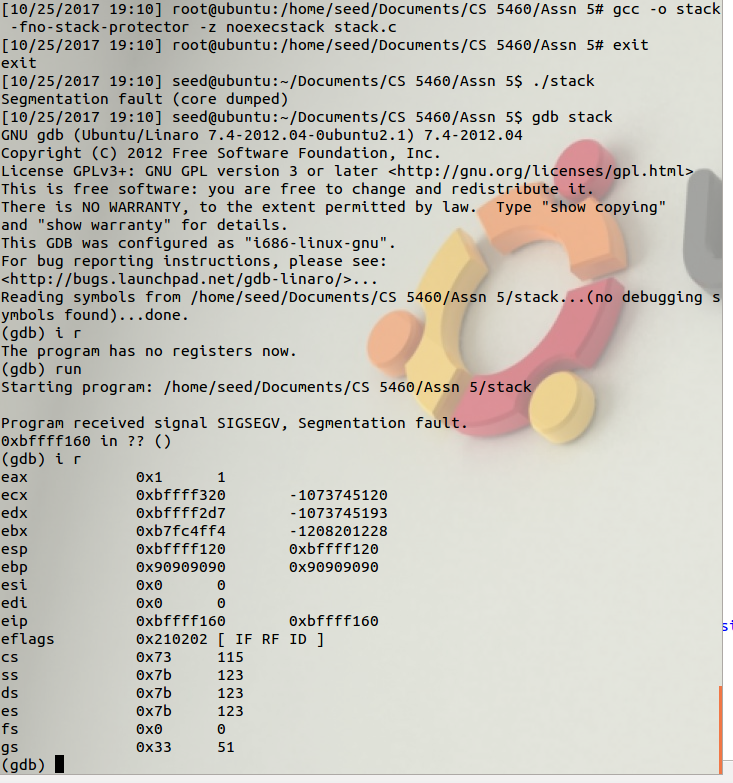 [10/25/2017 19:10] root@ubuntu:/home/seed/Documents/CS 5460/Assn 5# gcc -o stack
 -fno-stack-protector -z noexecstack stack.c
[10/25/2017 19:10] root@ubuntu:/home/seed/Documents/CS 5460/Assn 5# exit
exit
[10/25/2017 19:10] seed@ubuntu:~/Documents/CS 5460/Assn 5$ ./stack
Segmentation fault (core dumped)
[10/25/2017 19:10] seed@ubuntu:~/Documents/CS 5460/Assn 5$ gdb stack
GNU gdb (Ubuntu/Linaro 7.4-2012.04-0ubuntu2.1) 7.4-2012.04
Copyright (C) 2012 Free Software Foundation, Inc.
License GPLv3+: GNU GPL version 3 or later <http://gnu.org/licenses/gpl.html>
This is free software: you are free to change and redistribute it.
There is NO WARRANTY, to the extent permitted by law.  Type "show copying"
and "show warranty" for details.
This GDB was configured as "i686-linux-gnu".
For bug reporting instructions, please see:
<http://bugs.launchpad.net/gdb-linaro/>...
Reading symbols from /home/seed/Documents/CS 5460/Assn 5/stack...(no debugging s
ymbols found)...done.
(gdb) i r
The program has no registers now.
(gdb) run
Starting program: /home/seed/Documents/CS 5460/Assn 5/stack
Program received signal SIGSEGV, Segmentation fault.
0xbffff160 in ?? ()
(gdb) i r
eax            0x1      1
ecx            0xbffff320       -1073745120
edx            0xbffff2d7       -1073745193
ebx            0xb7fc4ff4       -1208201228
esp            0xbffff120       0xbffff120
ebp            0x90909090       0x90909090
esi            0x0      0
edi            0x0      0
eip            0xbffff160       0xbffff160
eflags         0x210202 [ IF RF ID ]
cs             0x73     115
ss             0x7b     123
ds             0x7b     123
es             0x7b     123
fs             0x0      0
gs             0x33     51
(gdb)